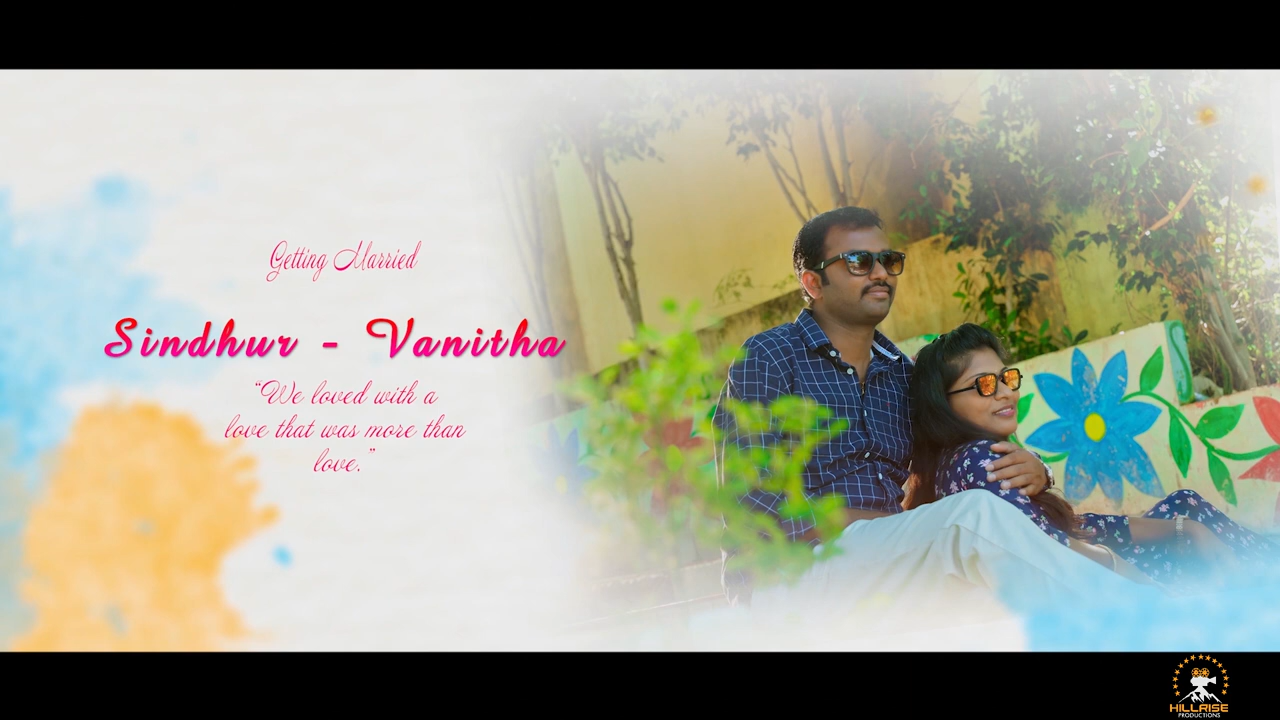 Getting Married
Sindhur - Vanitha
“We loved with a
love that was more than
love.”
HILLRISE
PRODUCTIONS